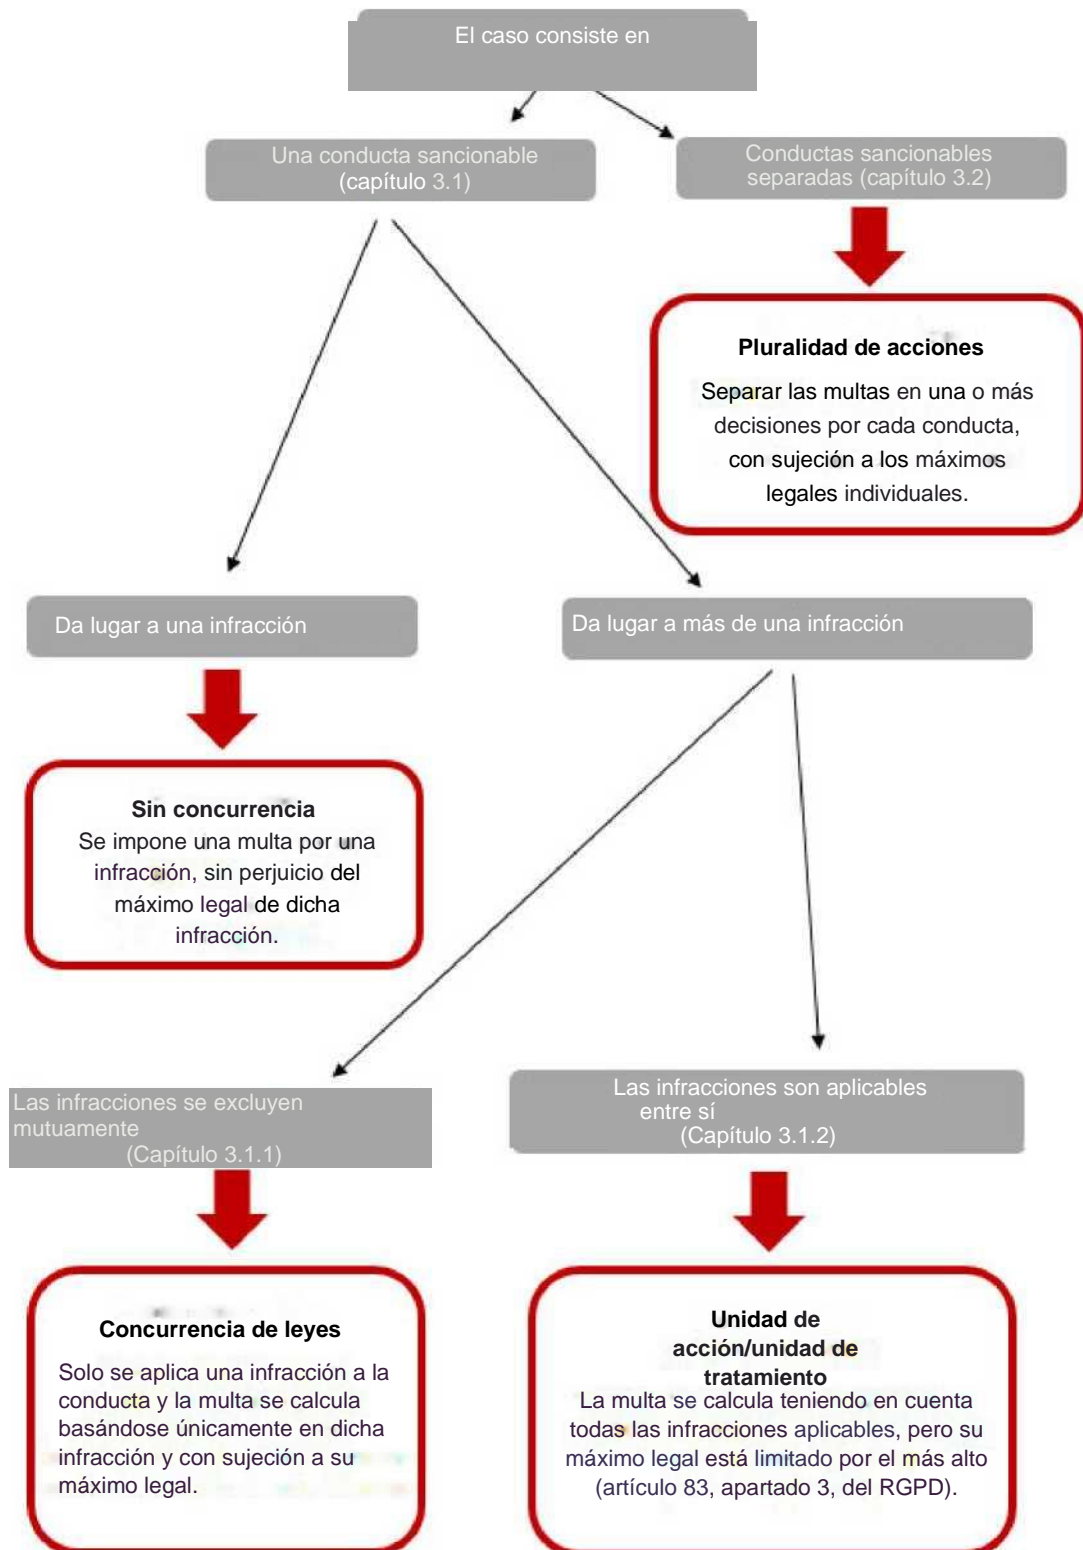 El caso consiste en
Una conducta sancionable
(capítulo 3.1)
Conductas sancionables
separadas (capítulo 3.2)
Pluralidad de acciones
Separar las multas en una o más
decisiones por cada conducta,
con sujeción a los máximos
legales individuales.
Da lugar a una infracción
Da lugar a más de una infracción
Sin concurrencia
Se impone una multa por una
infracción, sin perjuicio del
máximo legal de dicha
infracción.
Las infracciones se excluyen
mutuamente
(Capítulo 3.1.1)
Las infracciones son aplicables
entre sí
(Capítulo 3.1.2)
Concurrencia de leyes
Solo se aplica una infracción a la
conducta y la multa se calcula
basándose únicamente en dicha
infracción y con sujeción a su
máximo legal.
Unidad de
acción/unidad de
tratamiento
La multa se calcula teniendo en cuenta
todas las infracciones aplicables, pero su
máximo legal está limitado por el más alto
(artículo 83, apartado 3, del RGPD).